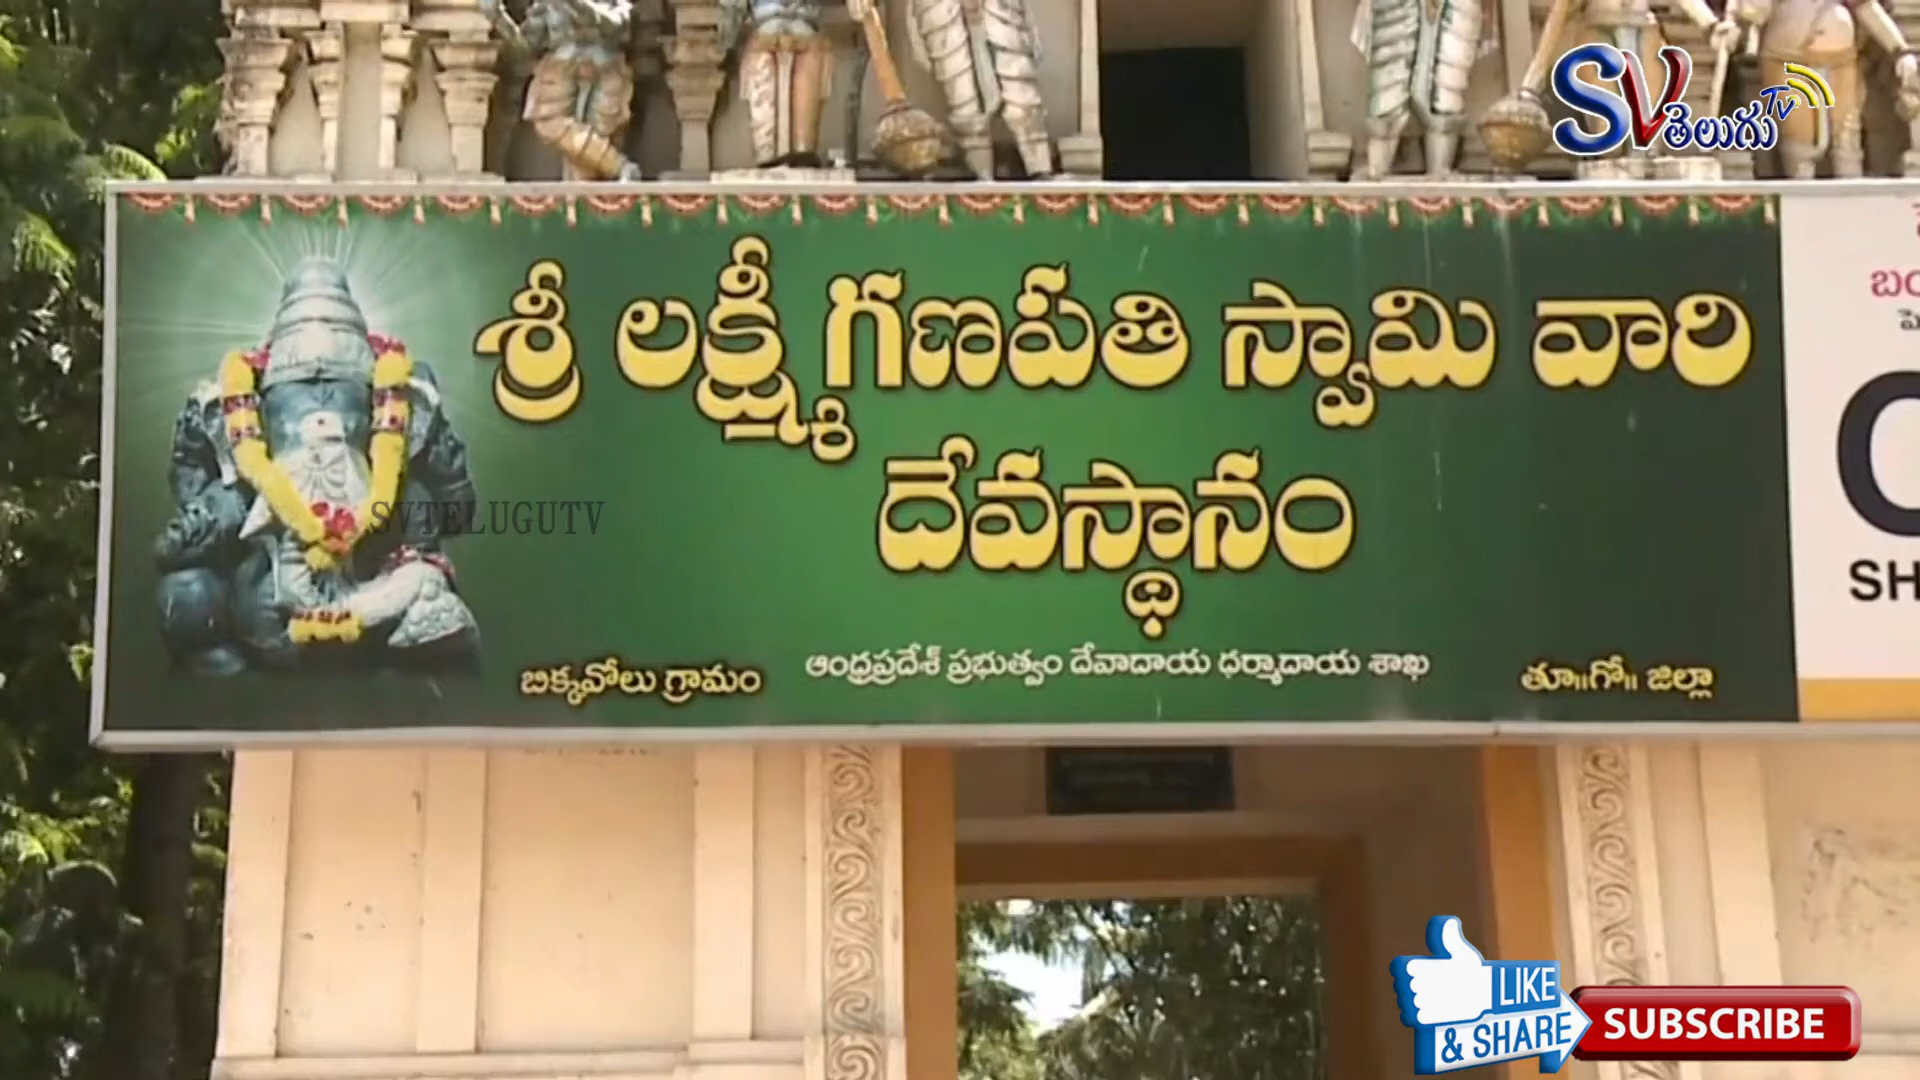 SV తెలుగు TV
శ్రీ లక్ష్మీగణపతి స్వామి వారి
దేవస్థానం
SVTELUGUTV
SH
బిక్కవోలు గ్రామం ఆంధ్రప్రదేశ్ ప్రభుత్వం దేవాదాయ ధర్మాదాయ శాఖ తూ॥గో॥ జిల్లా
LIKE
& SHARE
SUBSCRIBE